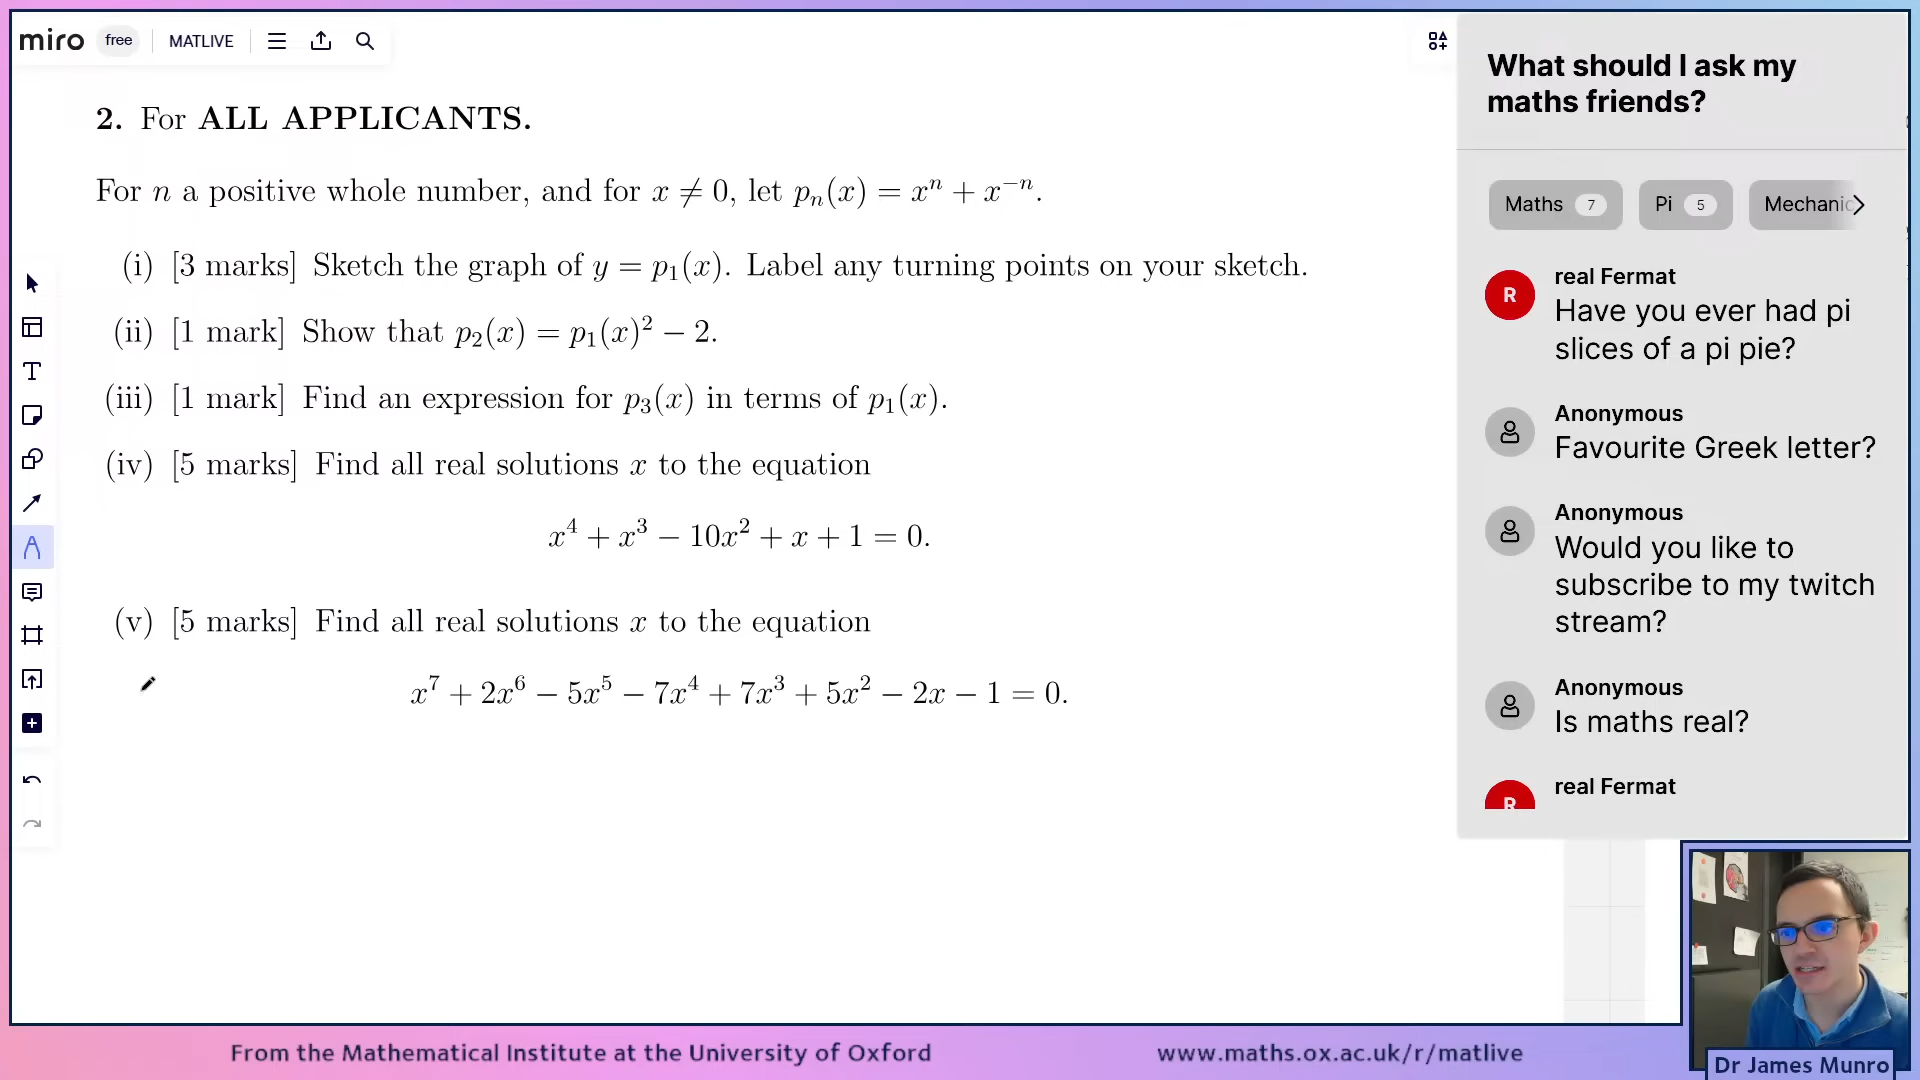 miro free MATLIVE
2. For ALL APPLICANTS.
For n a positive whole number, and for x ≠ 0, let pₙ(x) = xⁿ + x⁻ⁿ.
(i) [3 marks] Sketch the graph of y = p₁(x). Label any turning points on your sketch.
(ii) [1 mark] Show that p₂(x) = p₁(x)² − 2.
(iii) [1 mark] Find an expression for p₃(x) in terms of p₁(x).
(iv) [5 marks] Find all real solutions x to the equation
x⁴ + x³ − 10x² + x + 1 = 0.
(v) [5 marks] Find all real solutions x to the equation
x⁷ + 2x⁶ − 5x⁵ − 7x⁴ + 7x³ + 5x² − 2x − 1 = 0.
What should I ask my
maths friends?
Maths 7 Pi 5 Mechanic
R
real Fermat
Have you ever had pi
slices of a pi pie?
Anonymous
Favourite Greek letter?
Anonymous
Would you like to
subscribe to my twitch
stream?
Anonymous
Is maths real?
R
real Fermat
From the Mathematical Institute at the University of Oxford
www.maths.ox.ac.uk/r/matlive
Dr James Munro